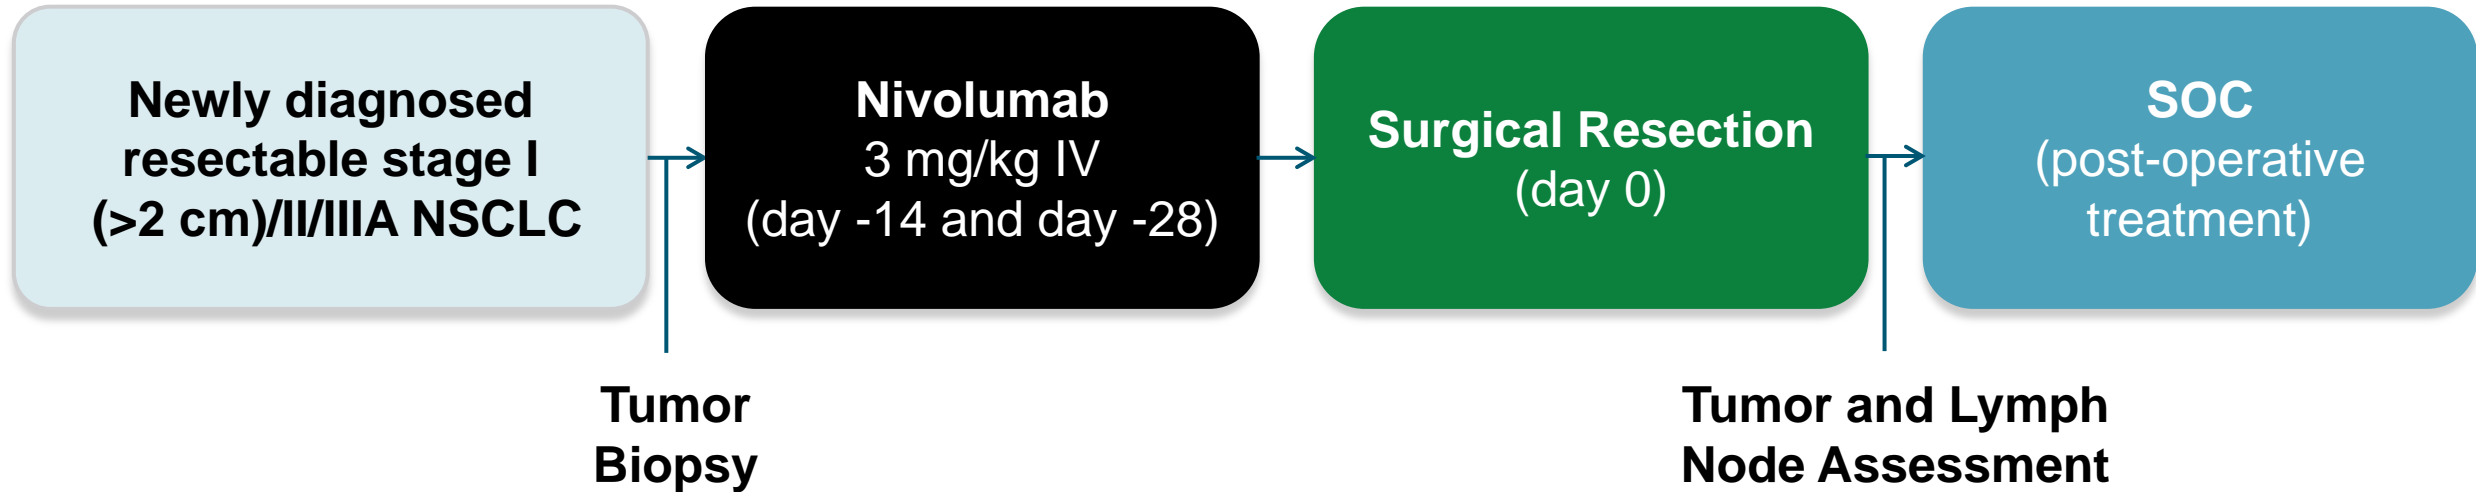 Newly diagnosed
resectable stage I
(>2 cm)/II/IIIA NSCLC
Nivolumab
3 mg/kg IV
(day -14 and day -28)
Surgical Resection
(day 0)
SOC
(post-operative
treatment)
Tumor
Biopsy
Tumor and Lymph
Node Assessment